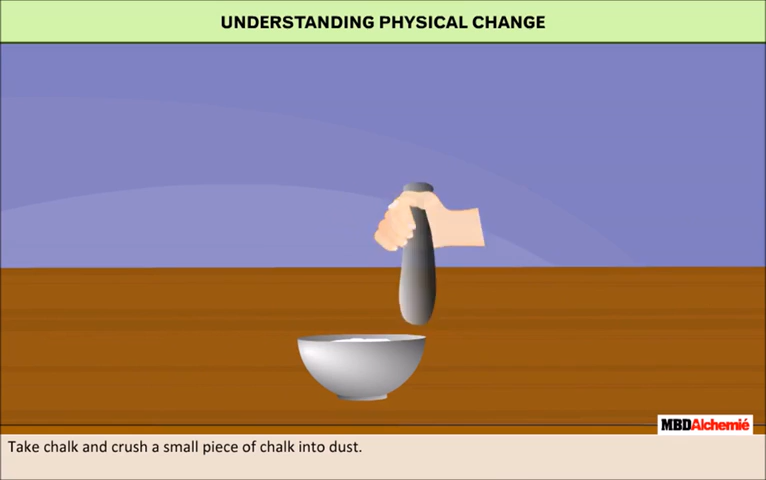 UNDERSTANDING PHYSICAL CHANGE
MBDAlchemié
Take chalk and crush a small piece of chalk into dust.